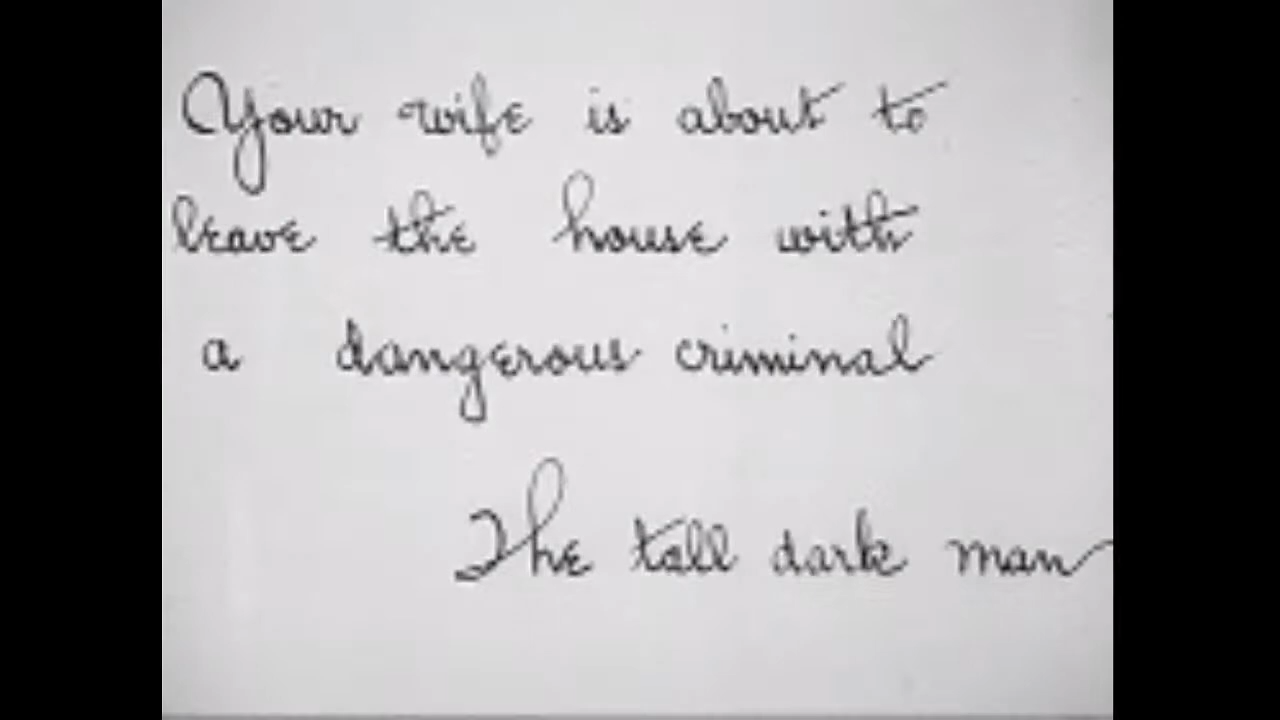 Your wife is about to
leave the house with
a dangerous criminal
The tall dark man